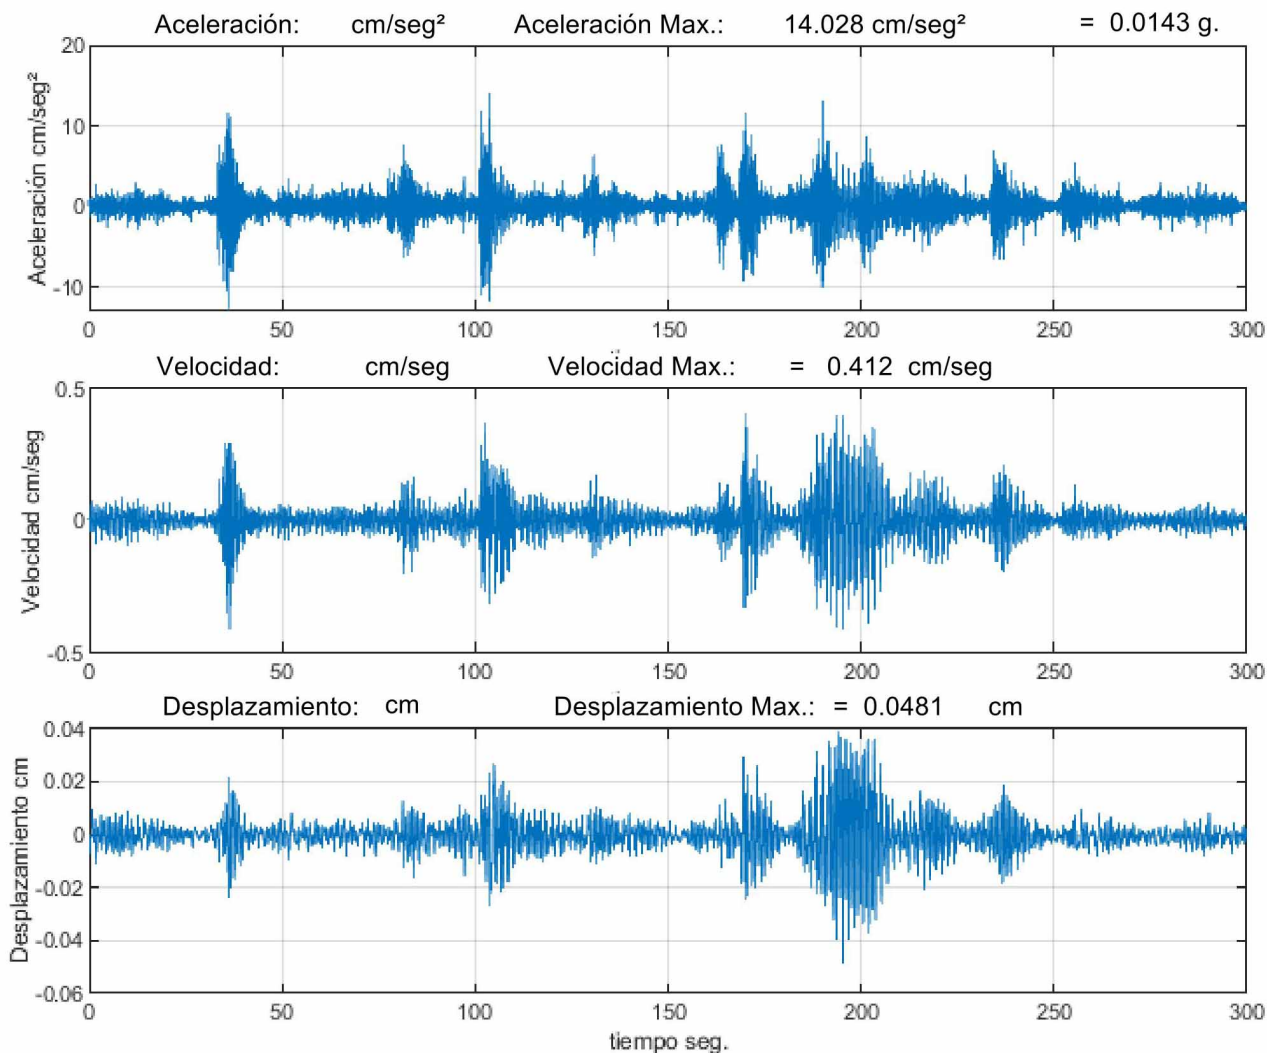 Aceleración: cm/seg² Aceleración Max.: 14.028 cm/seg² = 0.0143 g.
20
10
0
-10
Aceleración cm/seg²
0 50 100 150 200 250 300
Velocidad: cm/seg Velocidad Max.: = 0.412 cm/seg
0.5
0
-0.5
Velocidad cm/seg
0 50 100 150 200 250 300
Desplazamiento: cm Desplazamiento Max.: = 0.0481 cm
0.04
0.02
0
-0.02
-0.04
-0.06
Desplazamiento cm
0 50 100 150 200 250 300
tiempo seg.